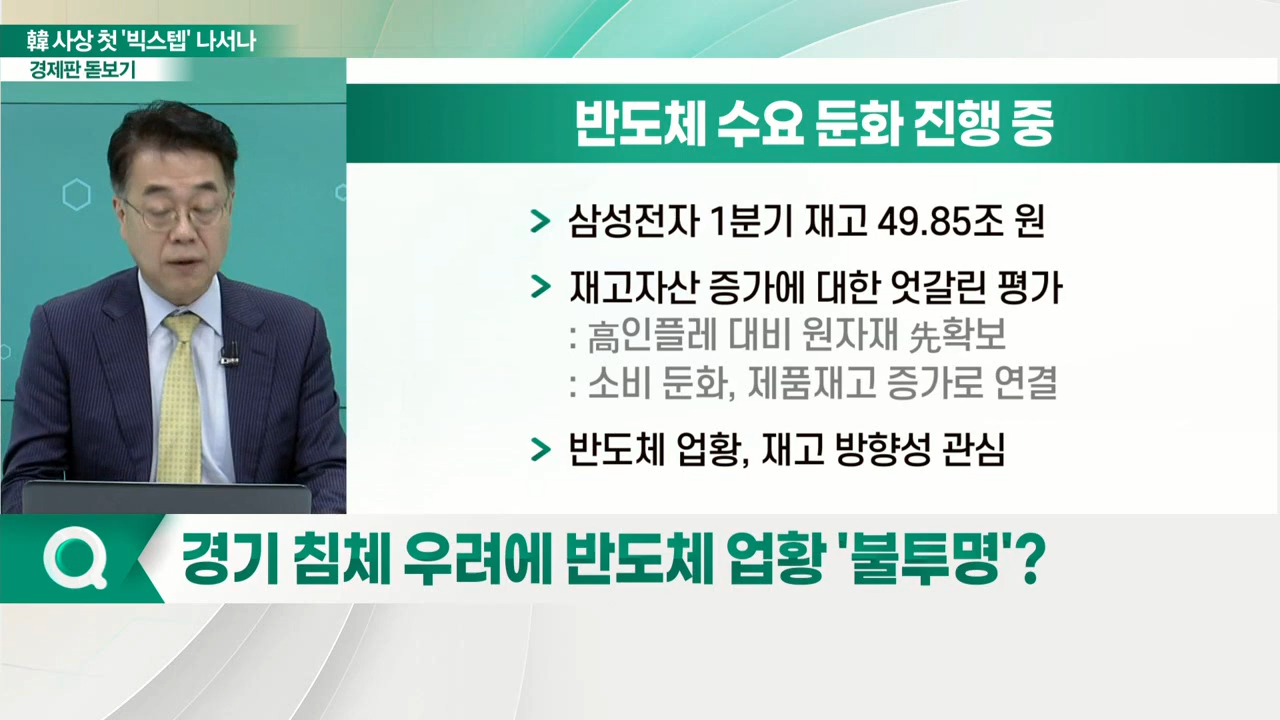 韓 사상 첫 '빅스텝' 나서나
경제판 돋보기
반도체 수요 둔화 진행 중
> 삼성전자 1분기 재고 49.85조 원
> 재고자산 증가에 대한 엇갈린 평가
: 高인플레 대비 원자재 先확보
: 소비 둔화, 제품재고 증가로 연결
> 반도체 업황, 재고 방향성 관심
Q 경기 침체 우려에 반도체 업황 '불투명'?